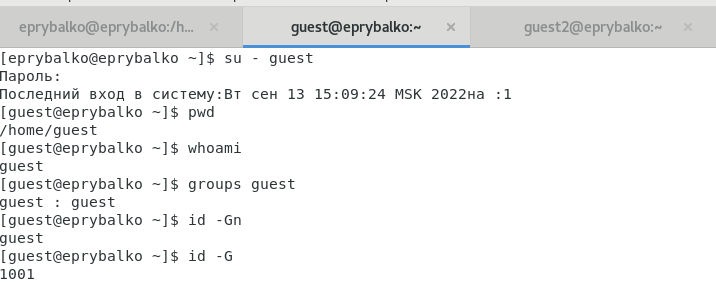 eprybalko@eprybalko:/h... × guest@eprybalko:~ × guest2@eprybalko:~ ×
[eprybalko@eprybalko ~]$ su - guest
Пароль:
Последний вход в систему:Вт сен 13 15:09:24 MSK 2022на :1
[guest@eprybalko ~]$ pwd
/home/guest
[guest@eprybalko ~]$ whoami
guest
[guest@eprybalko ~]$ groups guest
guest : guest
[guest@eprybalko ~]$ id -Gn
guest
[guest@eprybalko ~]$ id -G
1001